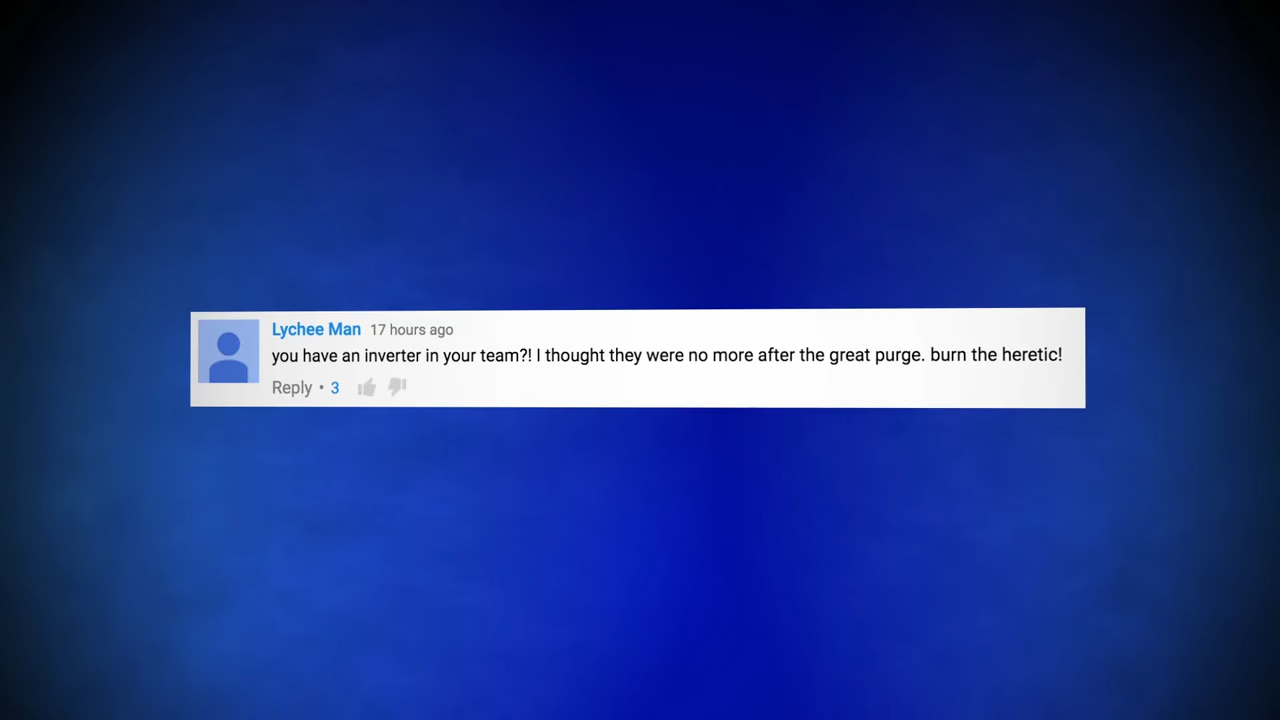 Lychee Man 17 hours ago
you have an inverter in your team?! I thought they were no more after the great purge. burn the heretic!
Reply • 3